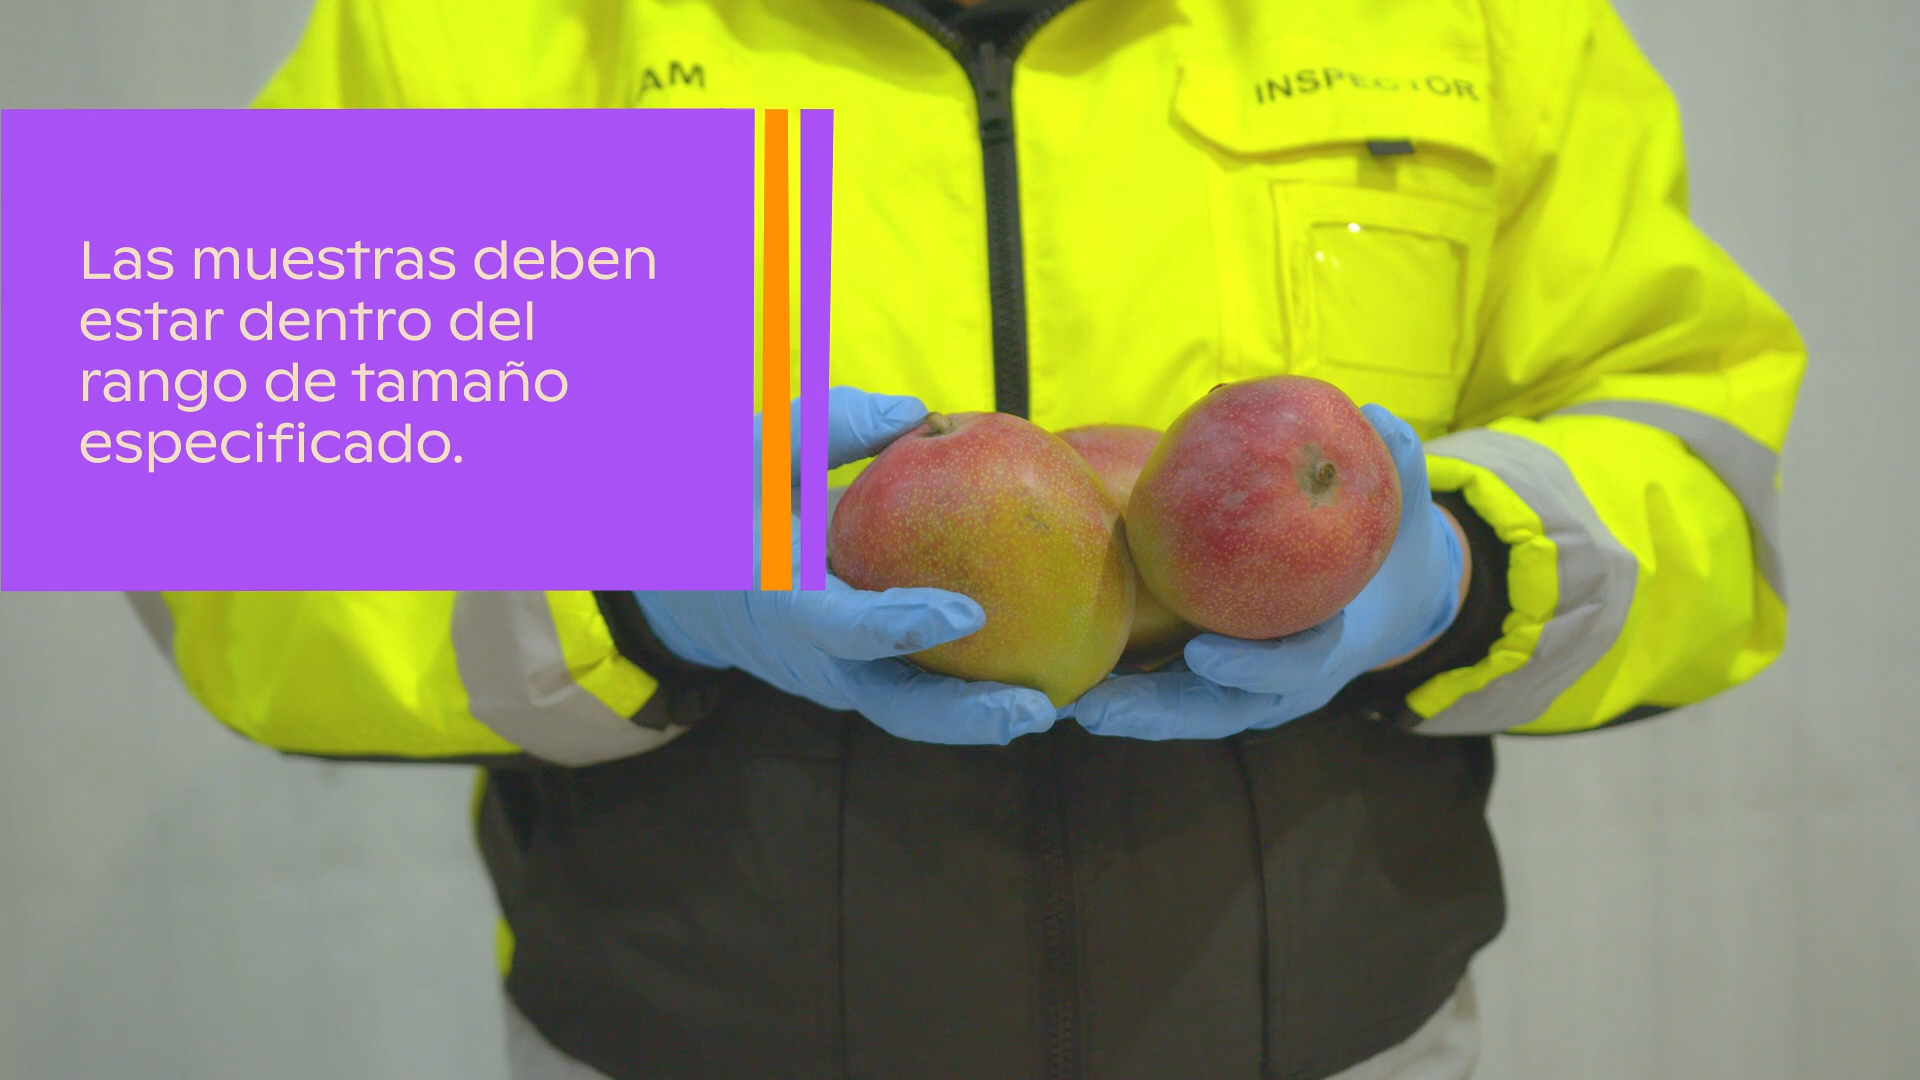 AM
INSPECTOR
Las muestras deben
estar dentro del
rango de tamaño
especificado.